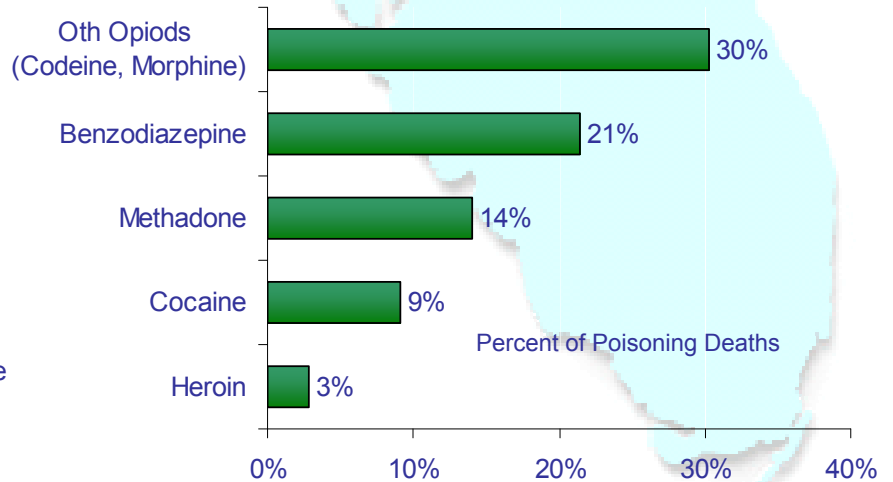 Oth Opiods
(Codeine, Morphine)
30%
Benzodiazepine
21%
Methadone
14%
Cocaine
9%
Percent of Poisoning Deaths
e
Heroin
3%
0%
10%
20%
30%
40%